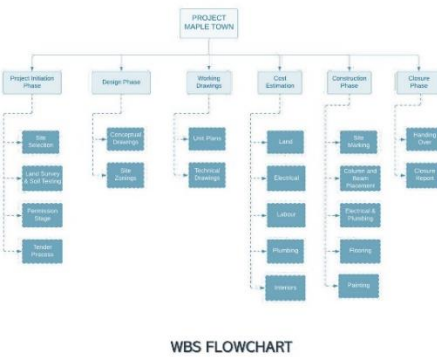 PROJECT
MAPLE TOWN
Project Initiation
Phase
Design Phase
Working
Drawings
Cost
Estimation
Construction
Phase
Closure
Phase
Site
Selection
Land Survey
& Soil Testing
Permission
Stage
Tender
Process
Conceptual
Drawings
Site
Zonings
Unit Plans
Technical
Drawings
Land
Electrical
Labour
Plumbing
Interiors
Site
Marking
Column and
Beam
Placement
Electrical &
Plumbing
Flooring
Painting
Handing
Over
Closure
Report
WBS FLOWCHART